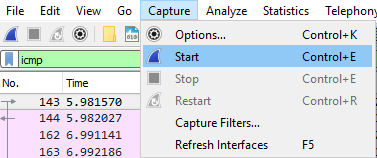 File Edit View Go Capture Analyze Statistics Telephony
Options... Control+K
icmp
Start Control+E
Stop Control+E
No. Time
Restart Control+R
143 5.981570
Capture Filters...
144 5.982027
162 6.991141
Refresh Interfaces F5
163 6.992186